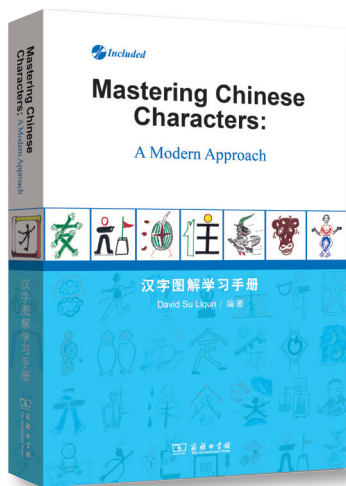 Included
Mastering Chinese
Characters:
A Modern Approach
汉字图解学习手册
David Su Liqun / 编著
商务印书馆
The Commercial Press
Mastering Chinese
Characters: A Modern Approach
汉字图解学习手册